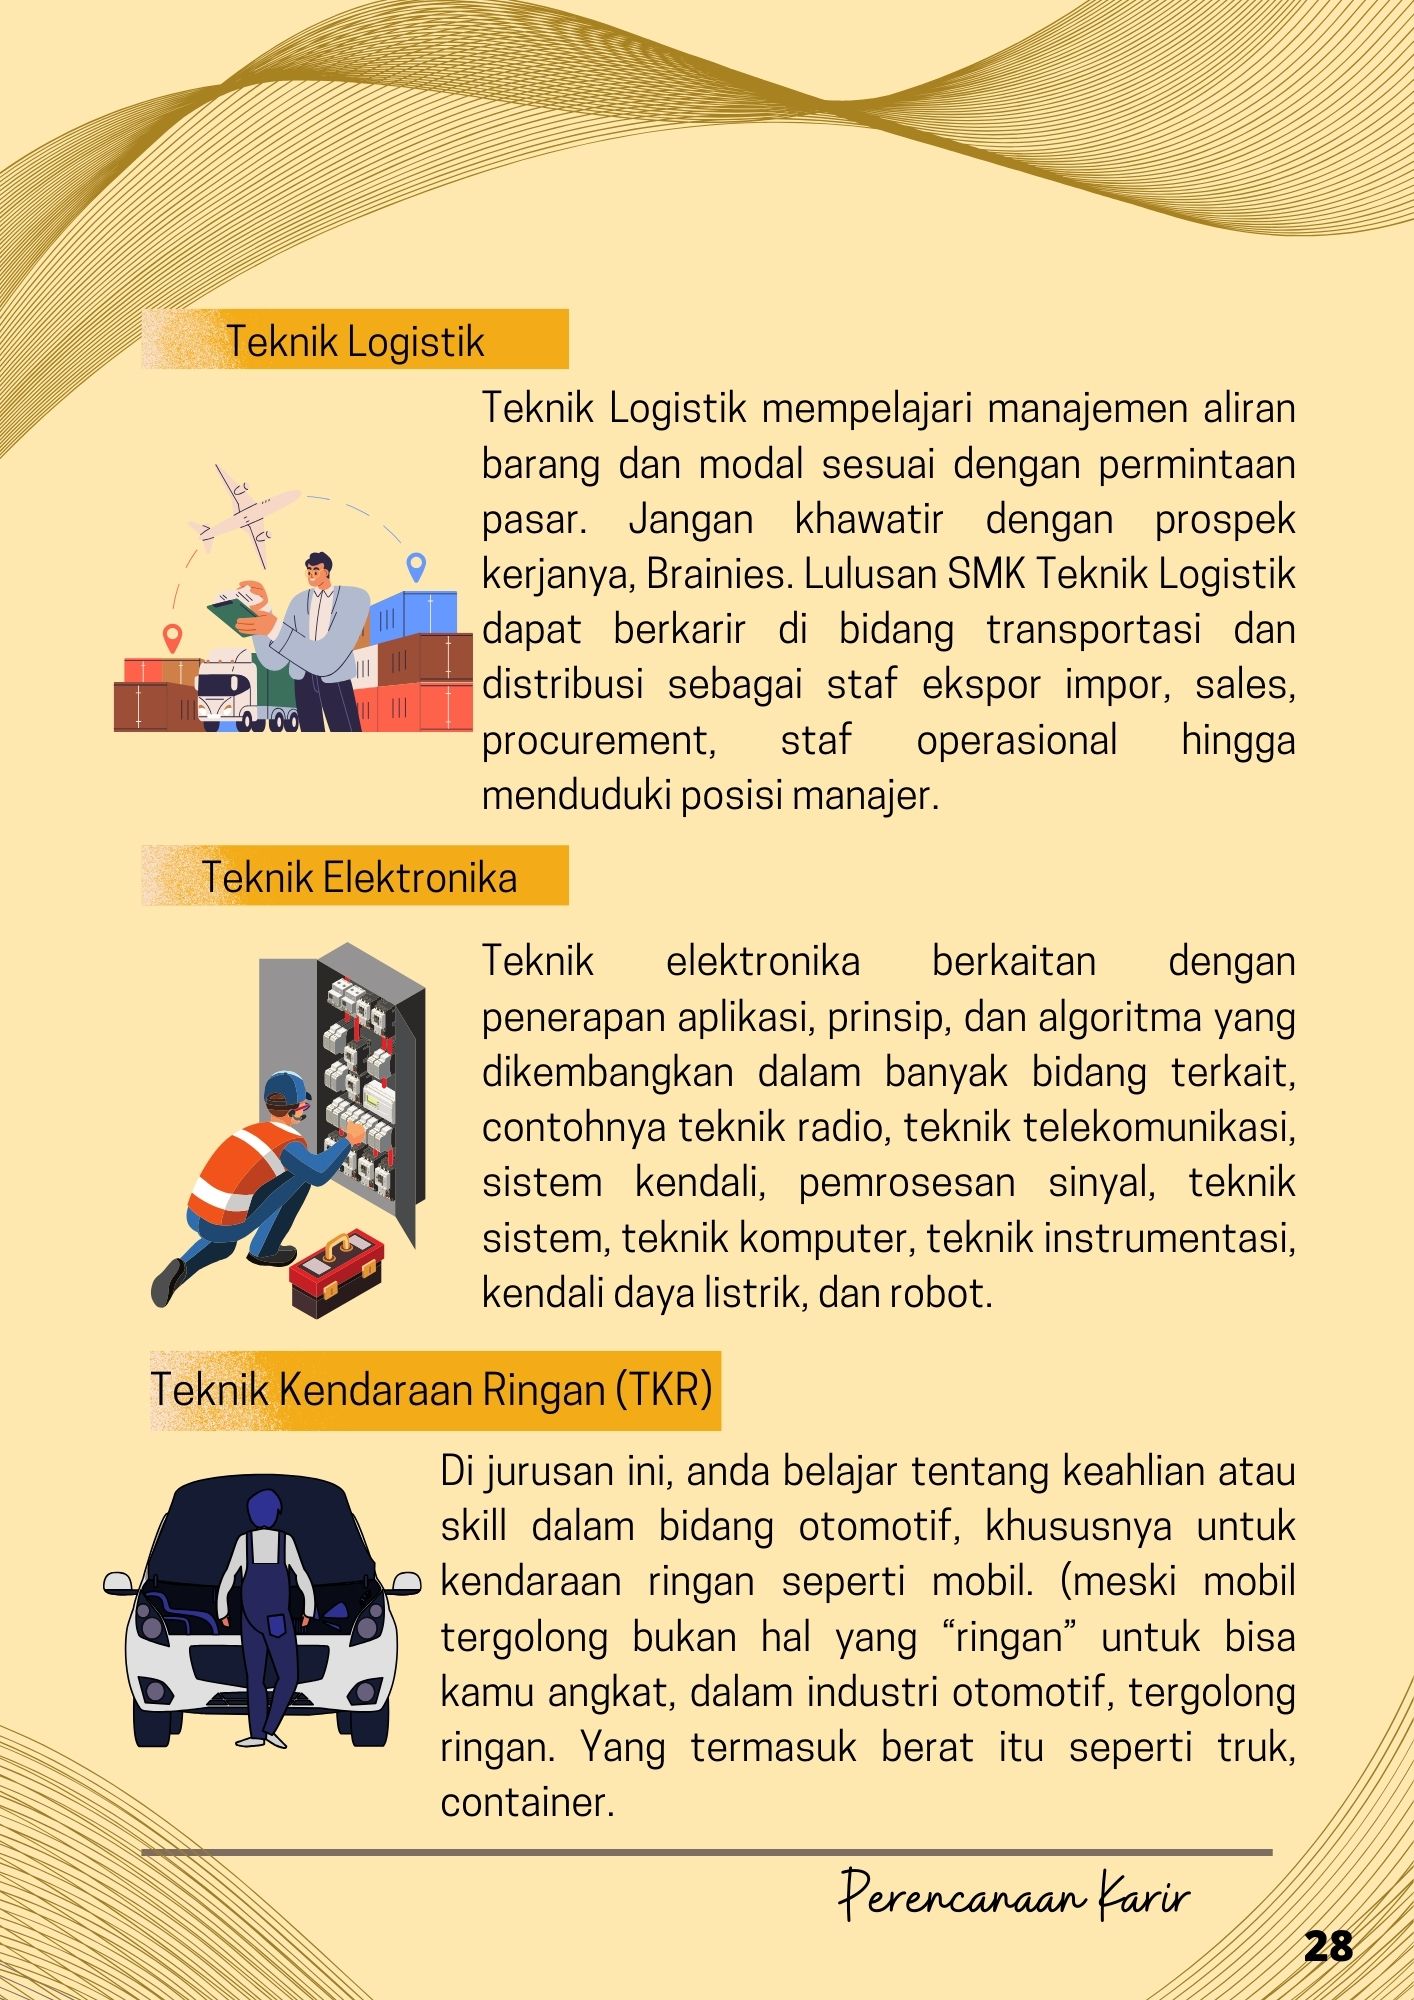 Teknik Logistik
Teknik Logistik mempelajari manajemen aliran
barang dan modal sesuai dengan permintaan
pasar. Jangan khawatir dengan prospek
kerjanya, Brainies. Lulusan SMK Teknik Logistik
dapat berkarir di bidang transportasi dan
distribusi sebagai staf ekspor impor, sales,
procurement, staf operasional hingga
menduduki posisi manajer.
Teknik Elektronika
Teknik elektronika berkaitan dengan
penerapan aplikasi, prinsip, dan algoritma yang
dikembangkan dalam banyak bidang terkait,
contohnya teknik radio, teknik telekomunikasi,
sistem kendali, pemrosesan sinyal, teknik
sistem, teknik komputer, teknik instrumentasi,
kendali daya listrik, dan robot.
Teknik Kendaraan Ringan (TKR)
Di jurusan ini, anda belajar tentang keahlian atau
skill dalam bidang otomotif, khususnya untuk
kendaraan ringan seperti mobil. (meski mobil
tergolong bukan hal yang “ringan” untuk bisa
kamu angkat, dalam industri otomotif, tergolong
ringan. Yang termasuk berat itu seperti truk,
container.
Perencanaan Karir
28